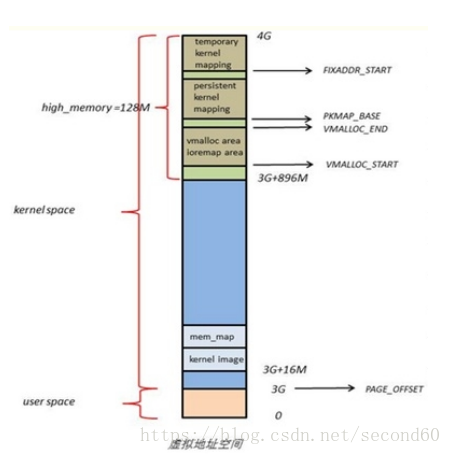 4G
temporary
kernel
mapping
FIXADDR_START
high_memory =128M
persistent
kernel
mapping
PKMAP_BASE
VMALLOC_END
vmalloc area
ioremap area
VMALLOC_START
3G+896M
kernel space
mem_map
kernel image
3G+16M
3G
PAGE_OFFSET
user space
0
https://blog.csdn.net/second60
虚拟地址空间